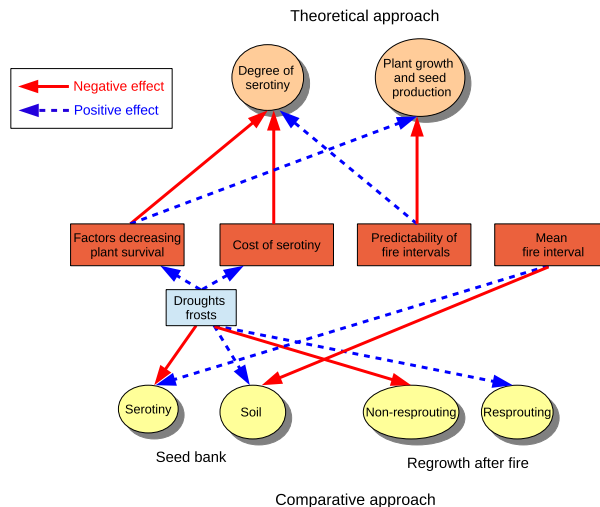 Theoretical approach
Negative effect
Positive effect
Degree of
serotiny
Plant growth
and seed
production
Factors decreasing
plant survival
Cost of serotiny
Predictability of
fire intervals
Mean
fire interval
Droughts
frosts
Serotiny
Soil
Non-resprouting
Resprouting
Seed bank
Regrowth after fire
Comparative approach